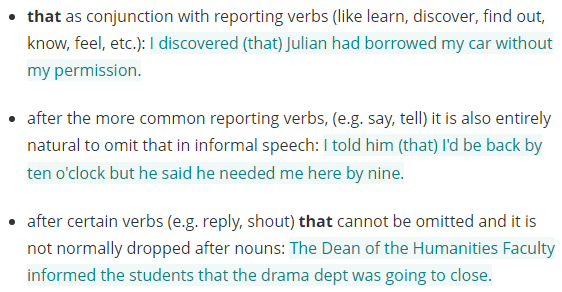 • that as conjunction with reporting verbs (like learn, discover, find out,
know, feel, etc.): I discovered (that) Julian had borrowed my car without
my permission.
• after the more common reporting verbs, (e.g. say, tell) it is also entirely
natural to omit that in informal speech: I told him (that) I'd be back by
ten o'clock but he said he needed me here by nine.
• after certain verbs (e.g. reply, shout) that cannot be omitted and it is
not normally dropped after nouns: The Dean of the Humanities Faculty
informed the students that the drama dept was going to close.